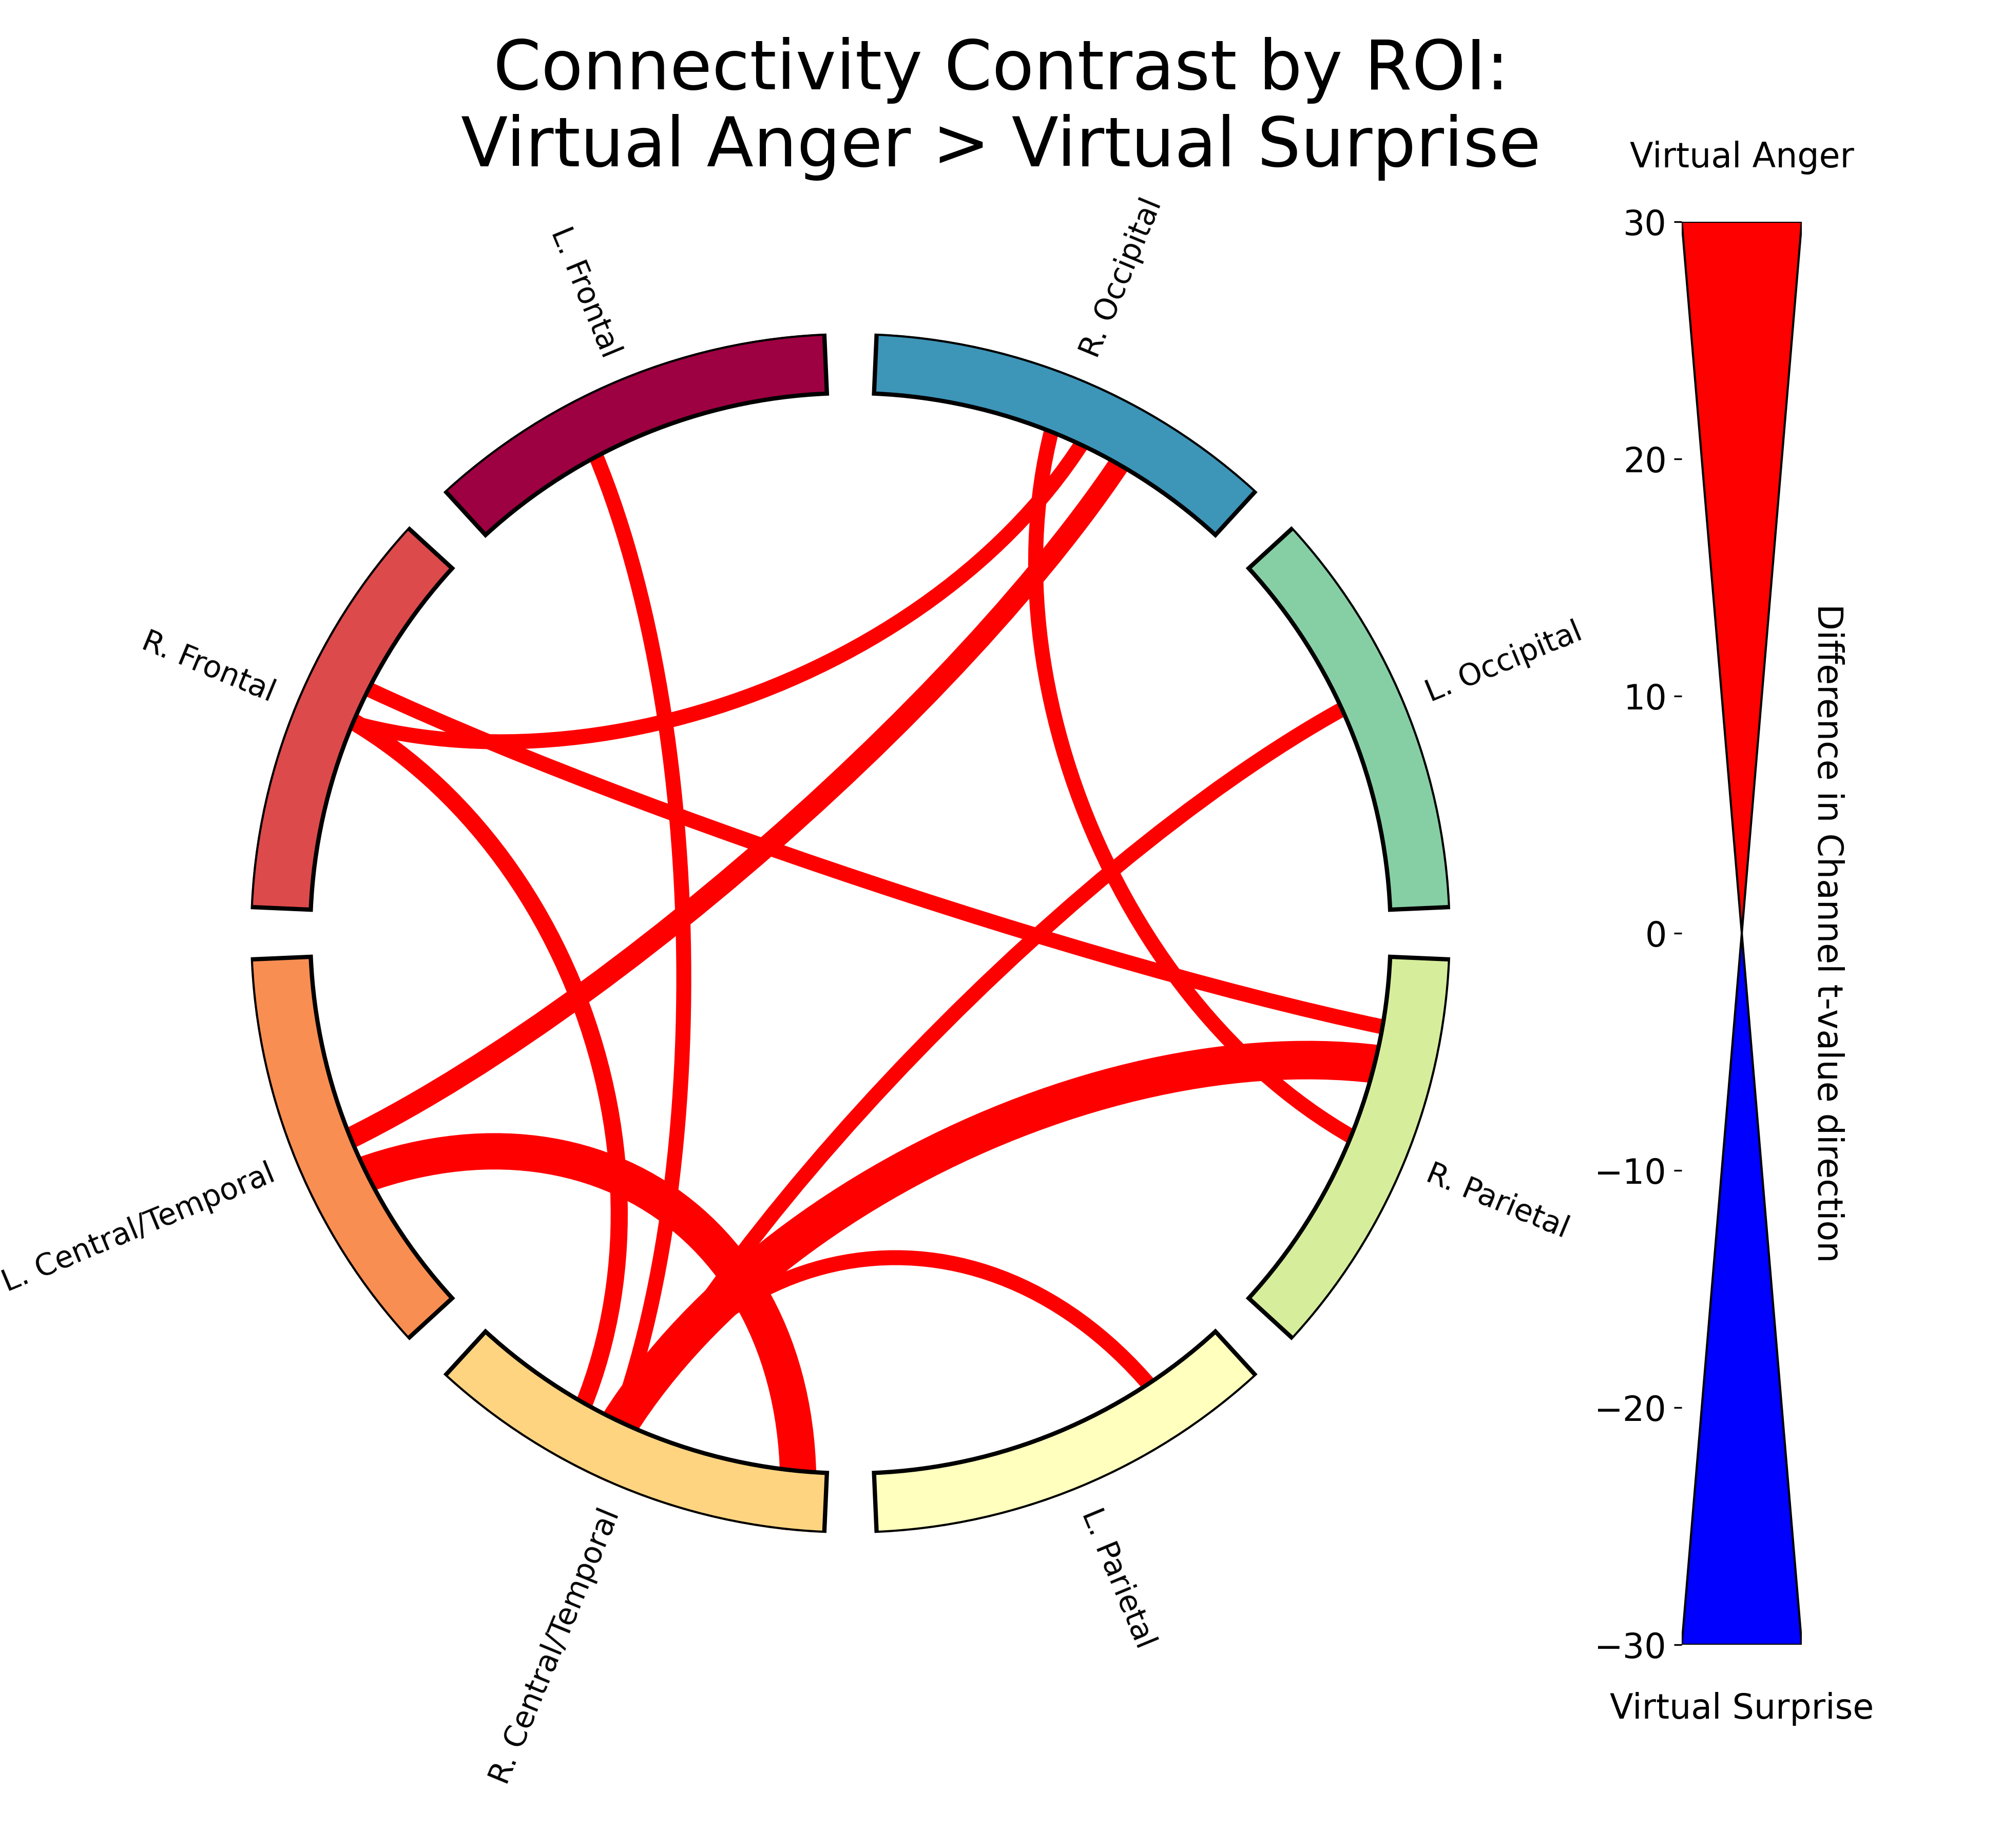 Connectivity Contrast by ROI:
Virtual Anger > Virtual Surprise
Virtual Anger
L. Frontal
R. Occipital
R. Frontal
L. Occipital
L. Central/Temporal
R. Parietal
R. Central/Temporal
L. Parietal
30
20
10
0
−10
−20
−30
Difference in Channel t-value direction
Virtual Surprise